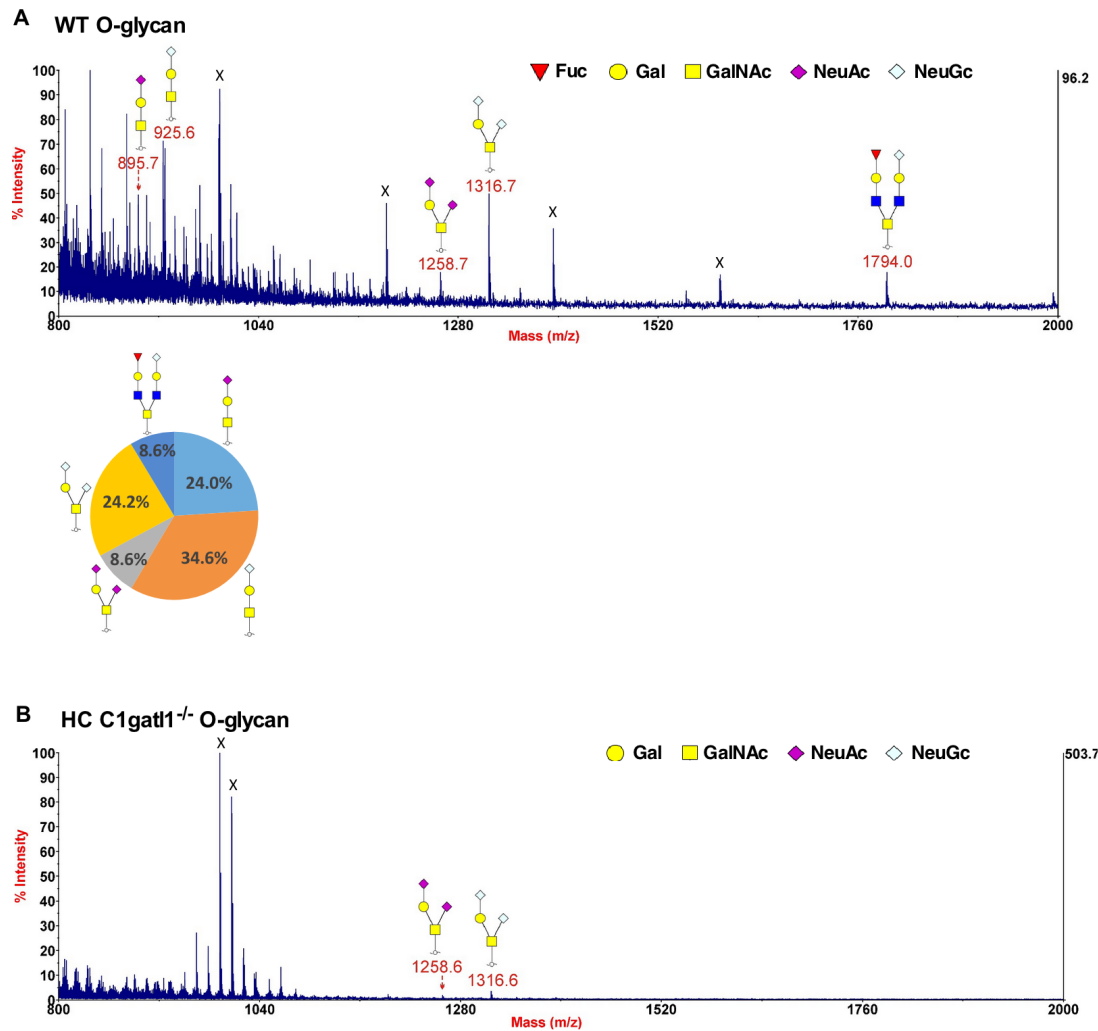 A WT O-glycan
Fuc Gal GalNAc NeuAc NeuGc
96.2
X
925.6
895.7
X
1258.7
1316.7
X
X
1794.0
% Intensity
100
90
80
70
60
50
40
30
20
10
0
800 1040 1280 1520 1760 2000
Mass (m/z)
8.6%
24.0%
24.2%
8.6%
34.6%
B HC C1gatl1-/- O-glycan
Gal GalNAc NeuAc NeuGc
503.7
X
X
1258.6 1316.6
% Intensity
100
90
80
70
60
50
40
30
20
10
0
800 1040 1280 1520 1760 2000
Mass (m/z)